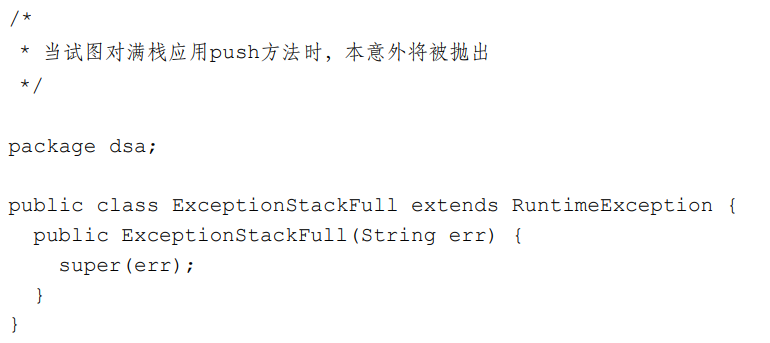 /*
 * 当试图对满栈应用push方法时，本意外将被抛出
 */
package dsa;
public class ExceptionStackFull extends RuntimeException {
  public ExceptionStackFull(String err) {
    super(err);
  }
}